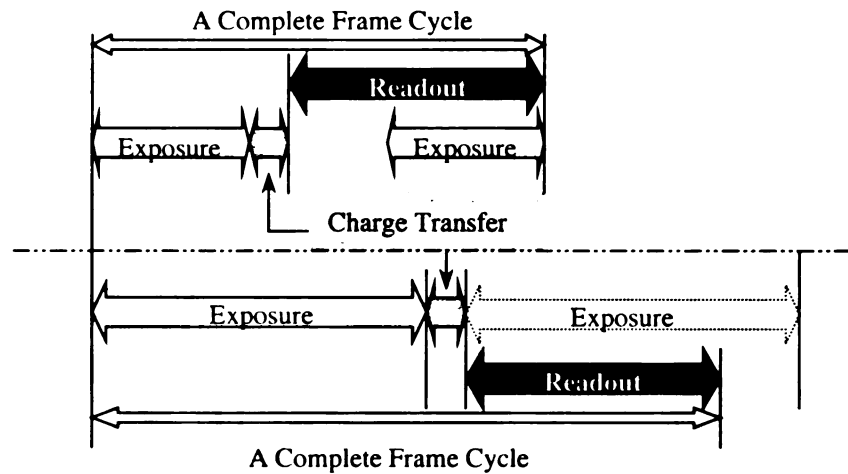 A Complete Frame Cycle
Readout
Exposure
Exposure
Charge Transfer
Exposure
Exposure
Readout
A Complete Frame Cycle